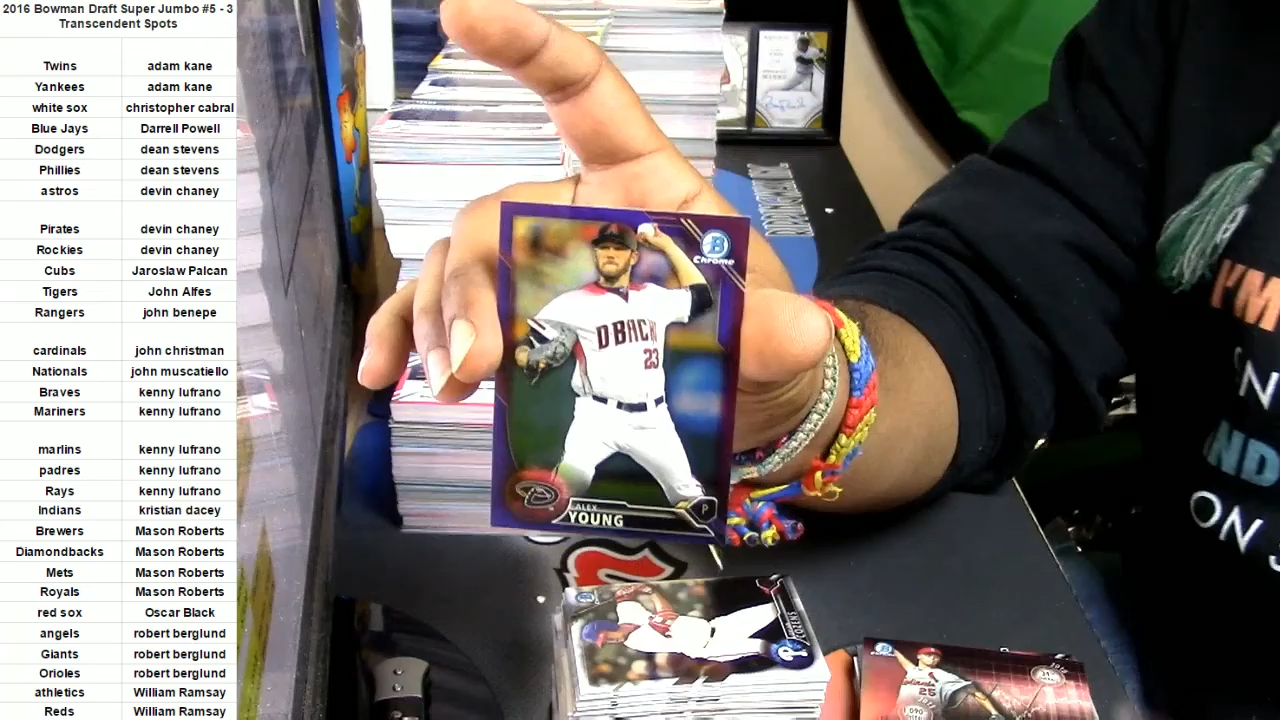 2016 Bowman Draft Super Jumbo #5 - 3
Transcendent Spots
Twins adam kane
Yankees adam kane
white sox christopher cabral
Blue Jays Darrell Powell
Dodgers dean stevens
Phillies dean stevens
astros devin chaney
Pirates devin chaney
Rockies devin chaney
Cubs Jaroslaw Palcan
Tigers John Alfes
Rangers john benepe
cardinals john christman
Nationals john muscatiello
Braves kenny lufrano
Mariners kenny lufrano
marlins kenny lufrano
padres kenny lufrano
Rays kenny lufrano
Indians kristian dacey
Brewers Mason Roberts
Diamondbacks Mason Roberts
Mets Mason Roberts
Royals Mason Roberts
red sox Oscar Black
angels robert berglund
Giants robert berglund
Orioles robert berglund
athletics William Ramsay
Reds William Ramsay
B
Chrome
D BACK
23
ALEX
YOUNG
P
COZENS
P
25
I'M
ND
ON